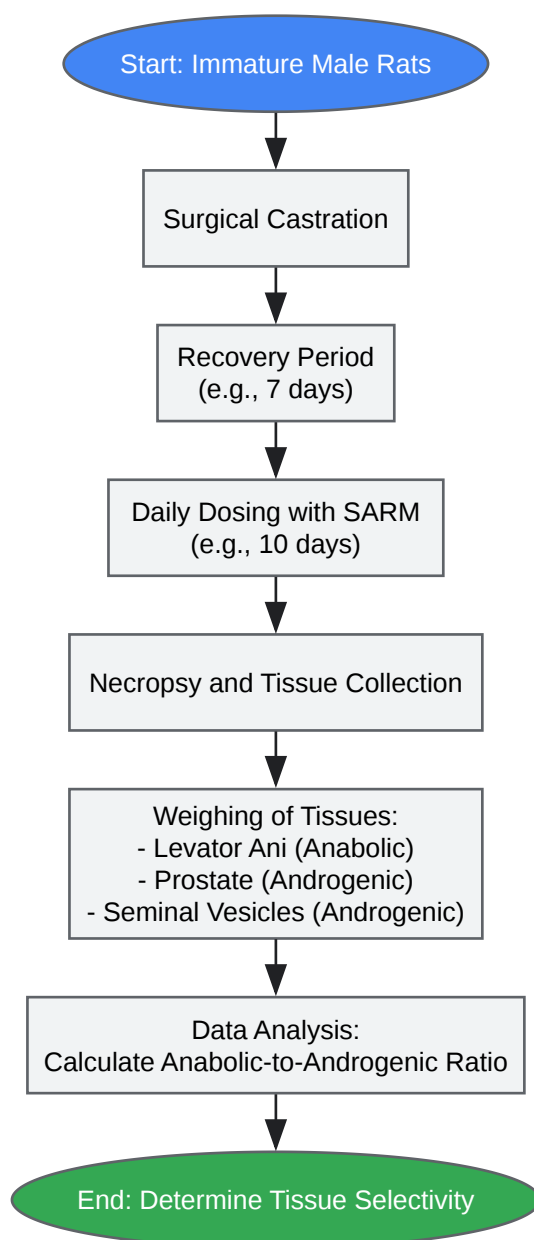 Start: Immature Male Rats
Surgical Castration
Recovery Period
(e.g., 7 days)
Daily Dosing with SARM
(e.g., 10 days)
Necropsy and Tissue Collection
Weighing of Tissues:
- Levator Ani (Anabolic)
- Prostate (Androgenic)
- Seminal Vesicles (Androgenic)
Data Analysis:
Calculate Anabolic-to-Androgenic Ratio
End: Determine Tissue Selectivity